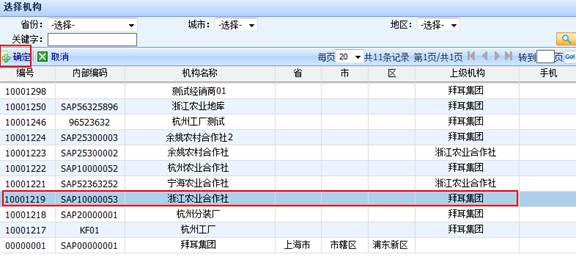 选择机构
省份： -选择- 城市： -选择- 地区： -选择-
关键字：
确定 取消 每页 20 共11条记录 第1页/共1页 转到 页 Go!
编号 内部编码 机构名称 省 市 区 上级机构 手机
10001298 测试经销商01 拜耳集团
10001250 SAP56325896 浙江农业地库 拜耳集团
10001246 96523632 杭州工厂测试 拜耳集团
10001224 SAP25300003 余姚农村合作社2 拜耳集团
10001223 SAP25300002 余姚农村合作社 浙江农业合作社
10001222 SAP10000052 杭州农业合作社 拜耳集团
10001221 SAP52363252 宁海农业合作社 浙江农业合作社
10001219 SAP10000053 浙江农业合作社 拜耳集团
10001218 SAP20000001 杭州分装厂 拜耳集团
10001217 KF01 杭州工厂 拜耳集团
00000001 SAP00000001 拜耳集团 上海市 市辖区 浦东新区